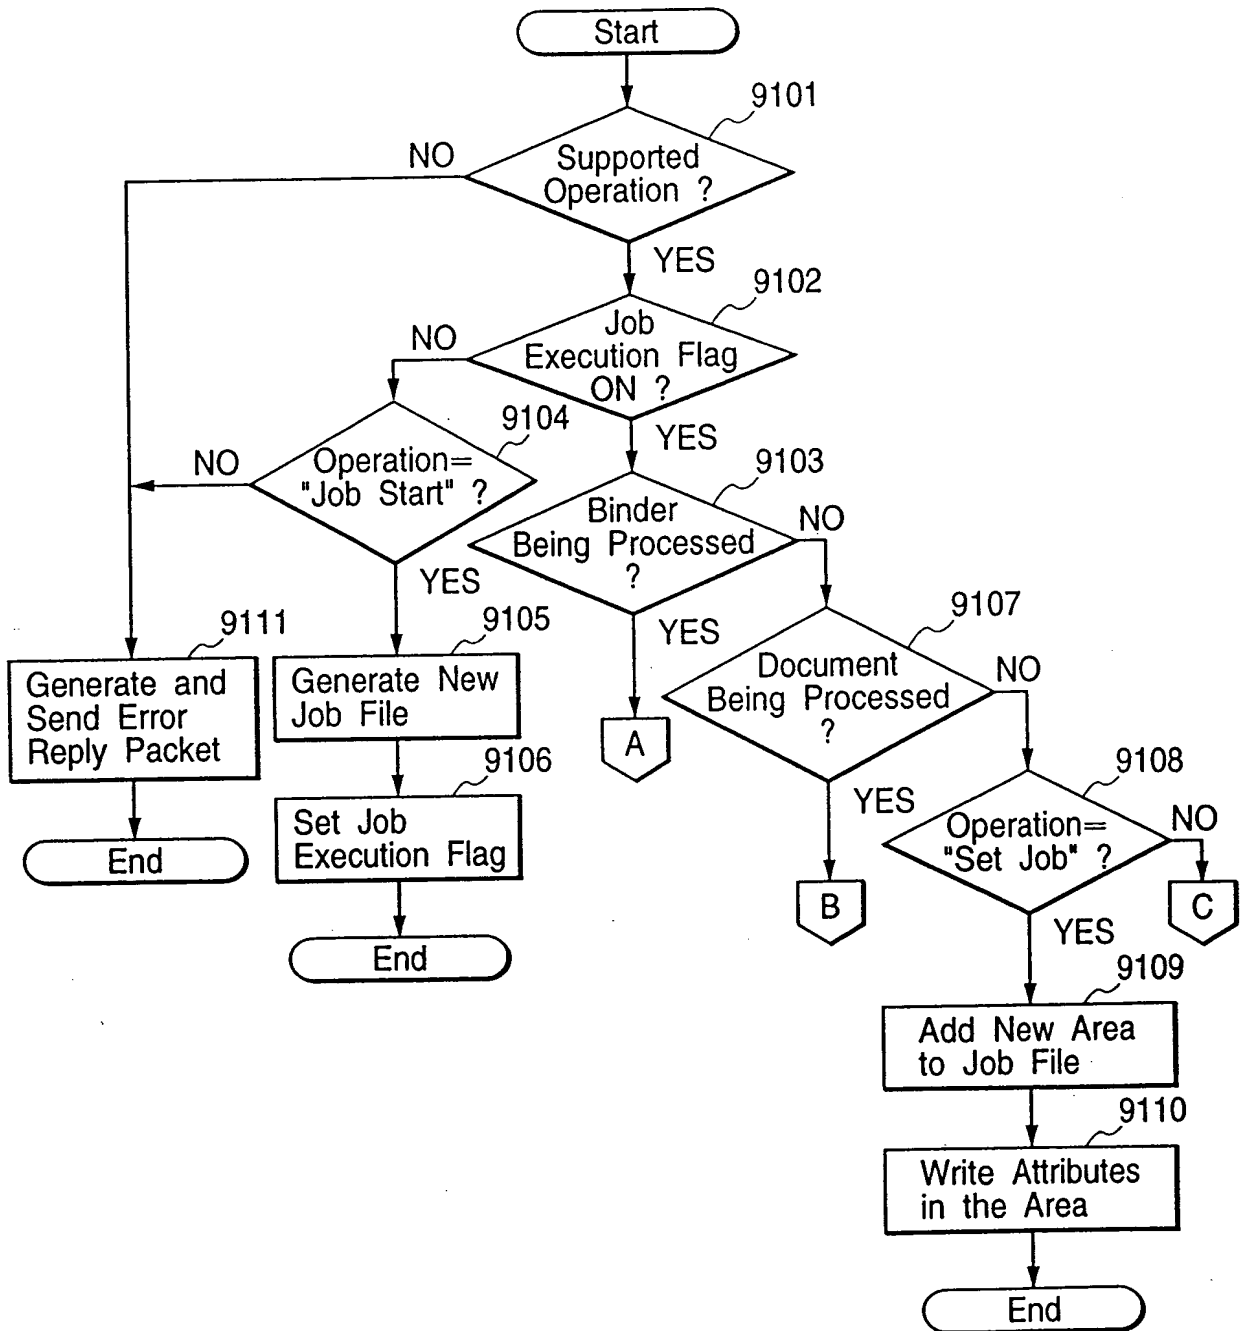 Start
9101
NO
Supported
Operation ?
YES
9102
NO
Job
Execution Flag
ON ?
YES
9104
NO
Operation=
"Job Start" ?
YES
9103
Binder
Being Processed
?
NO
YES
9107
Document
Being Processed
?
NO
YES
9111
Generate and
Send Error
Reply Packet
End
9105
Generate New
Job File
9106
Set Job
Execution Flag
End
A
B
9108
Operation=
"Set Job" ?
NO
C
YES
9109
Add New Area
to Job File
9110
Write Attributes
in the Area
End